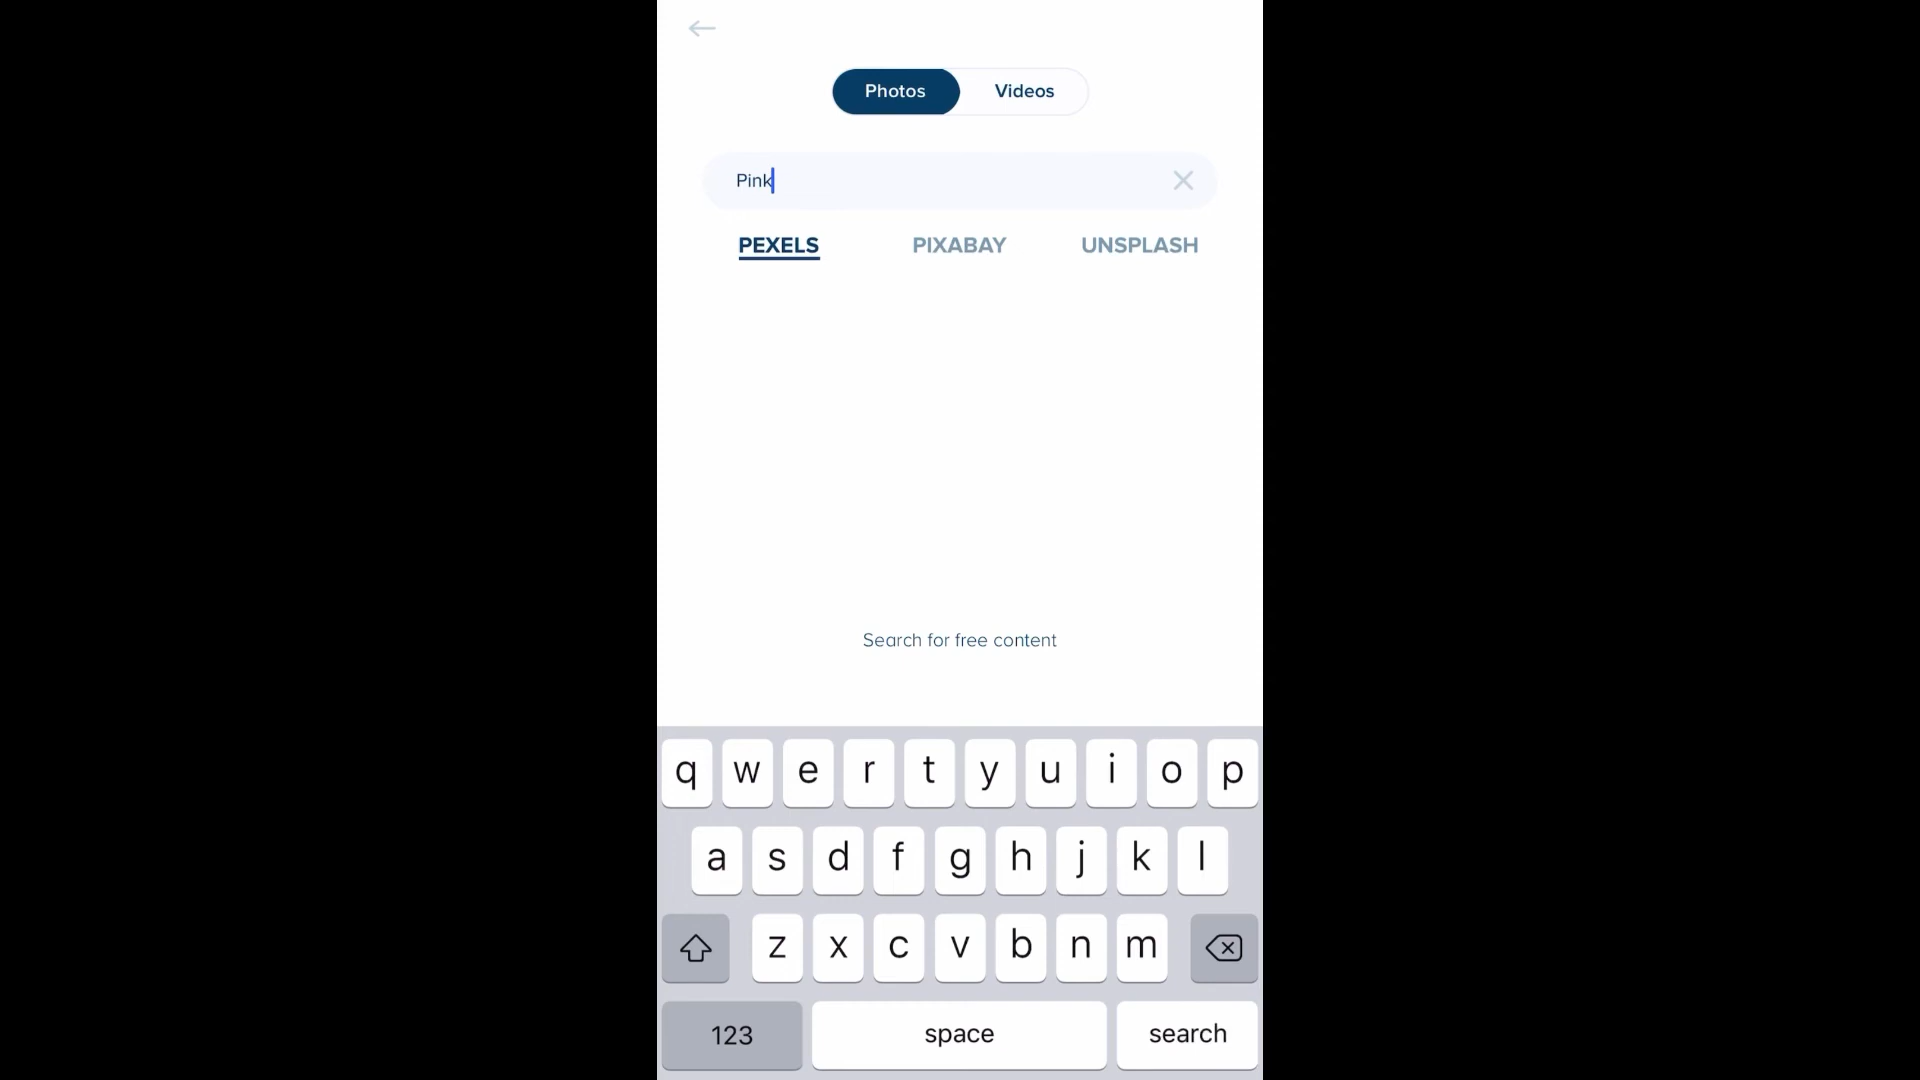 Photos Videos
Pink
PEXELS PIXABAY UNSPLASH
Search for free content
q w e r t y u i o p
a s d f g h j k l
z x c v b n m
123 space search